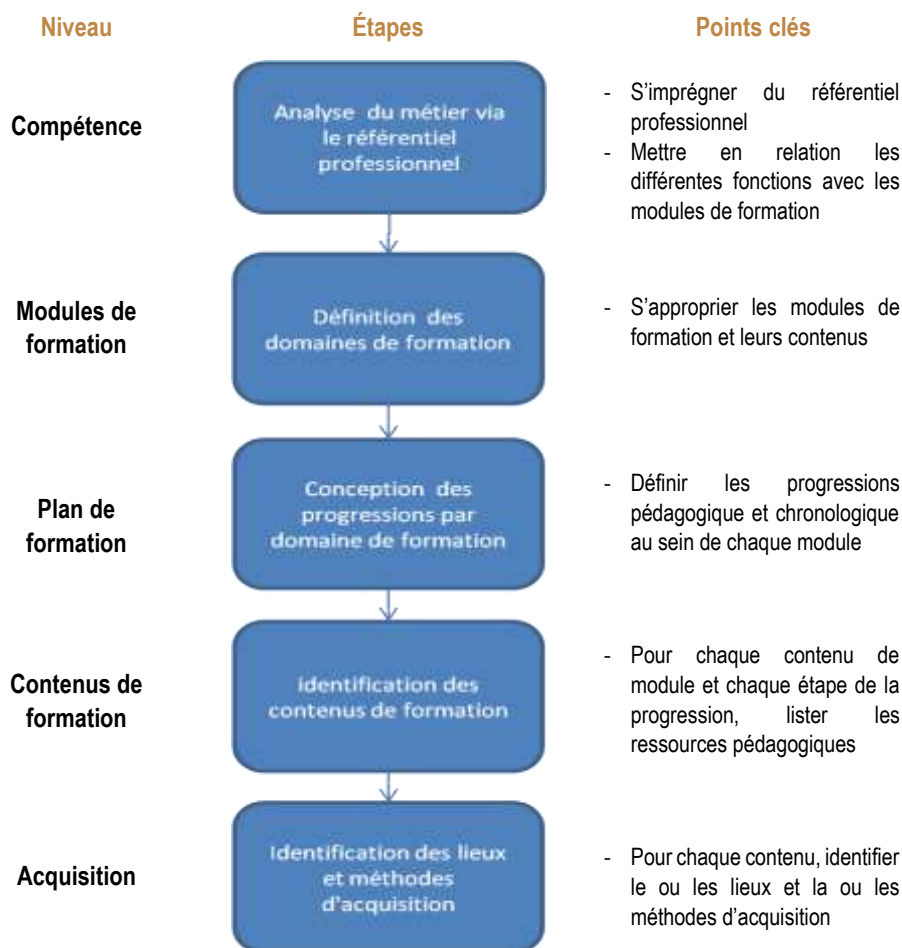 Niveau
Étapes
Points clés
Compétence
Analyse du métier via
le référentiel
professionnel
- S’imprégner du référentiel
professionnel
- Mettre en relation les
différentes fonctions avec les
modules de formation
Modules de
formation
Définition des
domaines de formation
- S’approprier les modules de
formation et leurs contenus
Plan de
formation
Conception des
progressions par
domaine de formation
- Définir les progressions
pédagogique et chronologique
au sein de chaque module
Contenus de
formation
identification des
contenus de formation
- Pour chaque contenu de
module et chaque étape de la
progression, lister les
ressources pédagogiques
Acquisition
Identification des lieux
et méthodes
d'acquisition
- Pour chaque contenu, identifier
le ou les lieux et la ou les
méthodes d’acquisition